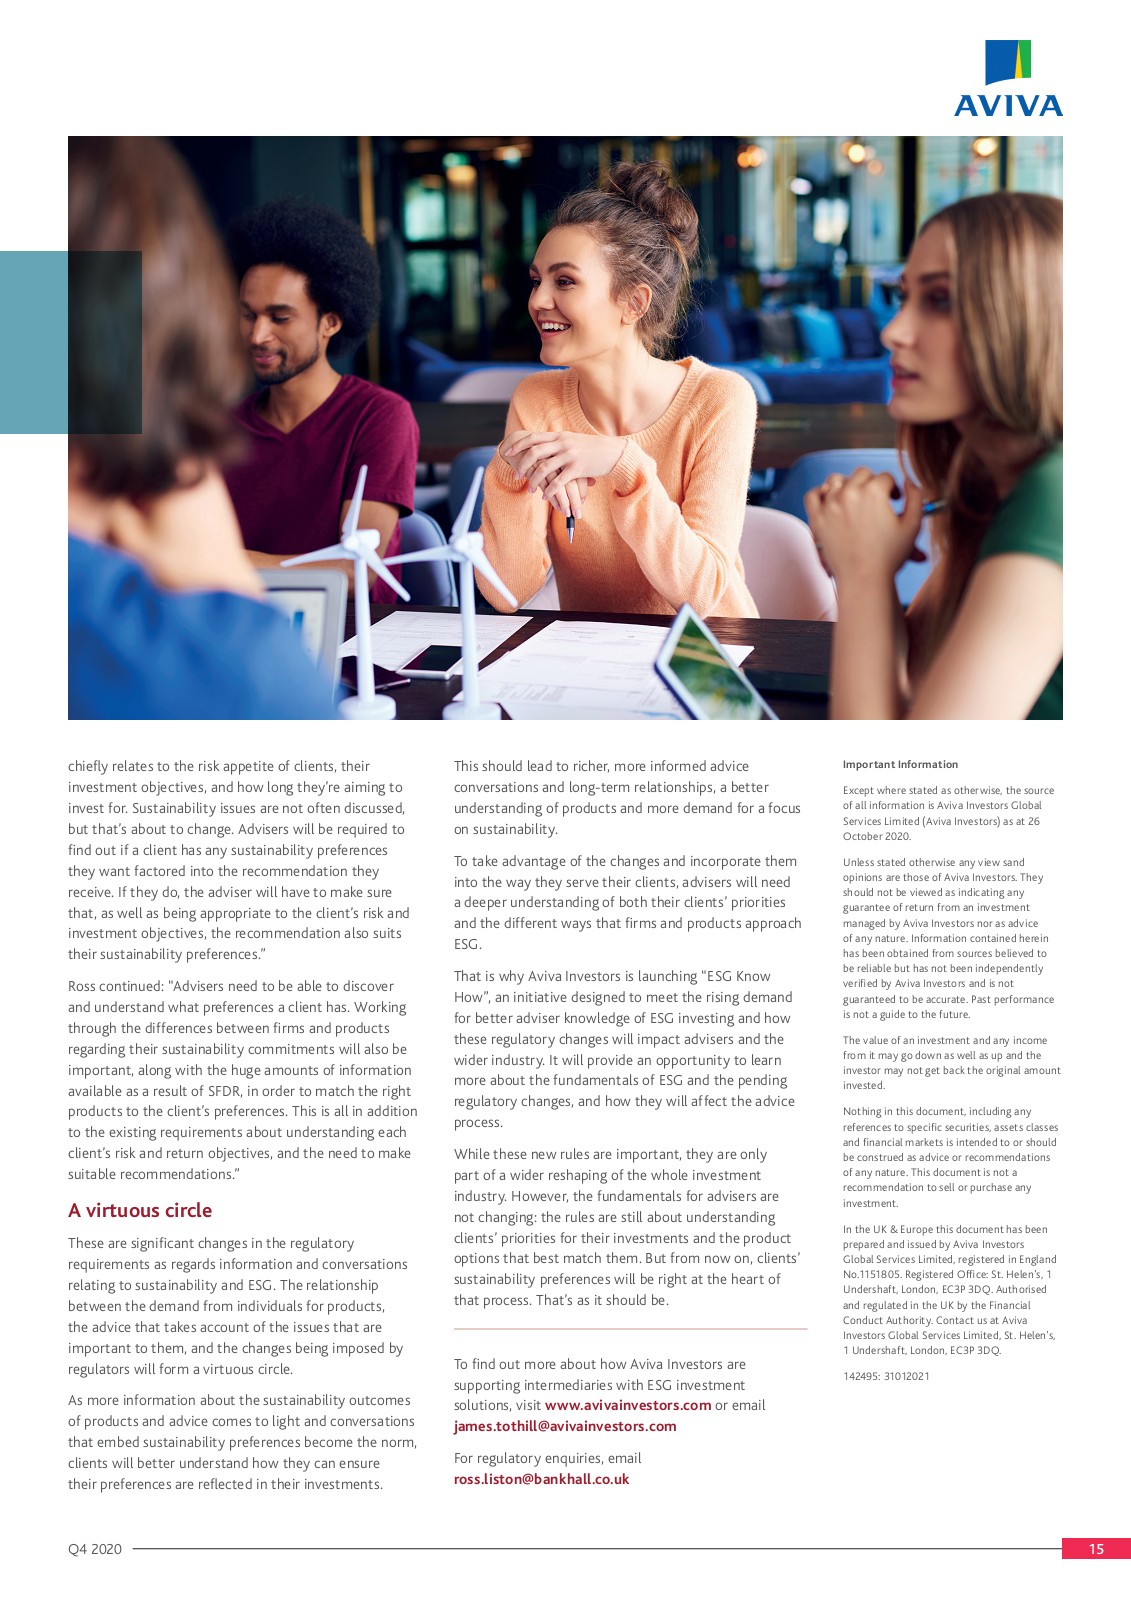 AVIVA
chiefly relates to the risk appetite of clients, their
investment objectives, and how long they’re aiming to
invest for. Sustainability issues are not often discussed,
but that’s about to change. Advisers will be required to
find out if a client has any sustainability preferences
they want factored into the recommendation they
receive. If they do, the adviser will have to make sure
that, as well as being appropriate to the client’s risk and
investment objectives, the recommendation also suits
their sustainability preferences.”
Ross continued: “Advisers need to be able to discover
and understand what preferences a client has. Working
through the differences between firms and products
regarding their sustainability commitments will also be
important, along with the huge amounts of information
available as a result of SFDR, in order to match the right
products to the client’s preferences. This is all in addition
to the existing requirements about understanding each
client’s risk and return objectives, and the need to make
suitable recommendations.”
A virtuous circle
These are significant changes in the regulatory
requirements as regards information and conversations
relating to sustainability and ESG. The relationship
between the demand from individuals for products,
the advice that takes account of the issues that are
important to them, and the changes being imposed by
regulators will form a virtuous circle.
As more information about the sustainability outcomes
of products and advice comes to light and conversations
that embed sustainability preferences become the norm,
clients will better understand how they can ensure
their preferences are reflected in their investments.
This should lead to richer, more informed advice
conversations and long-term relationships, a better
understanding of products and more demand for a focus
on sustainability.
To take advantage of the changes and incorporate them
into the way they serve their clients, advisers will need
a deeper understanding of both their clients’ priorities
and the different ways that firms and products approach
ESG.
That is why Aviva Investors is launching “ESG Know
How”, an initiative designed to meet the rising demand
for better adviser knowledge of ESG investing and how
these regulatory changes will impact advisers and the
wider industry. It will provide an opportunity to learn
more about the fundamentals of ESG and the pending
regulatory changes, and how they will affect the advice
process.
While these new rules are important, they are only
part of a wider reshaping of the whole investment
industry. However, the fundamentals for advisers are
not changing: the rules are still about understanding
clients’ priorities for their investments and the product
options that best match them. But from now on, clients’
sustainability preferences will be right at the heart of
that process. That’s as it should be.
To find out more about how Aviva Investors are
supporting intermediaries with ESG investment
solutions, visit www.avivainvestors.com or email
james.tothill@avivainvestors.com
For regulatory enquiries, email
ross.liston@bankhall.co.uk
Important Information
Except where stated as otherwise, the source
of all information is Aviva Investors Global
Services Limited (Aviva Investors) as at 26
October 2020.
Unless stated otherwise any view sand
opinions are those of Aviva Investors. They
should not be viewed as indicating any
guarantee of return from an investment
managed by Aviva Investors nor as advice
of any nature. Information contained herein
has been obtained from sources believed to
be reliable but has not been independently
verified by Aviva Investors and is not
guaranteed to be accurate. Past performance
is not a guide to the future.
The value of an investment and any income
from it may go down as well as up and the
investor may not get back the original amount
invested.
Nothing in this document, including any
references to specific securities, assets classes
and financial markets is intended to or should
be construed as advice or recommendations
of any nature. This document is not a
recommendation to sell or purchase any
investment.
In the UK & Europe this document has been
prepared and issued by Aviva Investors
Global Services Limited, registered in England
No.1151805. Registered Office: St. Helen’s, 1
Undershaft, London, EC3P 3DQ. Authorised
and regulated in the UK by the Financial
Conduct Authority. Contact us at Aviva
Investors Global Services Limited, St. Helen’s,
1 Undershaft, London, EC3P 3DQ.
142495: 31012021
Q4 2020
15